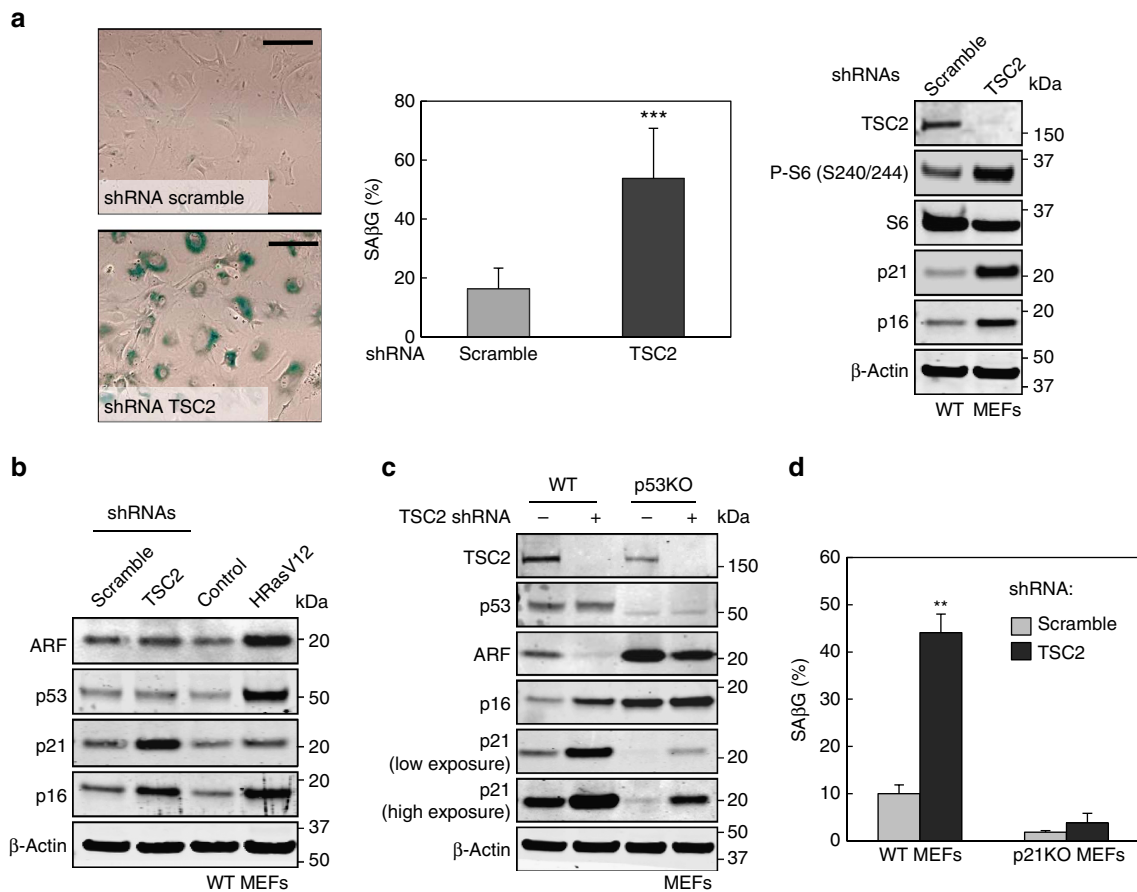 a
shRNA scramble
shRNA TSC2
SAβG (%)
80
60
40
20
0
***
shRNA
Scramble
TSC2
shRNAs
Scramble
TSC2
kDa
TSC2
150
P-S6 (S240/244)
37
S6
37
p21
20
p16
20
β-Actin
50
37
WT MEFs
b
shRNAs
Scramble
TSC2
Control
HRasV12
kDa
ARF
20
p53
50
p21
20
p16
20
β-Actin
37
50
WT MEFs
c
WT
p53KO
TSC2 shRNA
– + – +
kDa
TSC2
150
p53
50
ARF
20
p16
20
p21
(low exposure)
20
p21
(high exposure)
20
β-Actin
50
37
MEFs
d
SAβG (%)
60
50
40
30
20
10
0
**
shRNA:
Scramble
TSC2
WT MEFs
p21KO MEFs